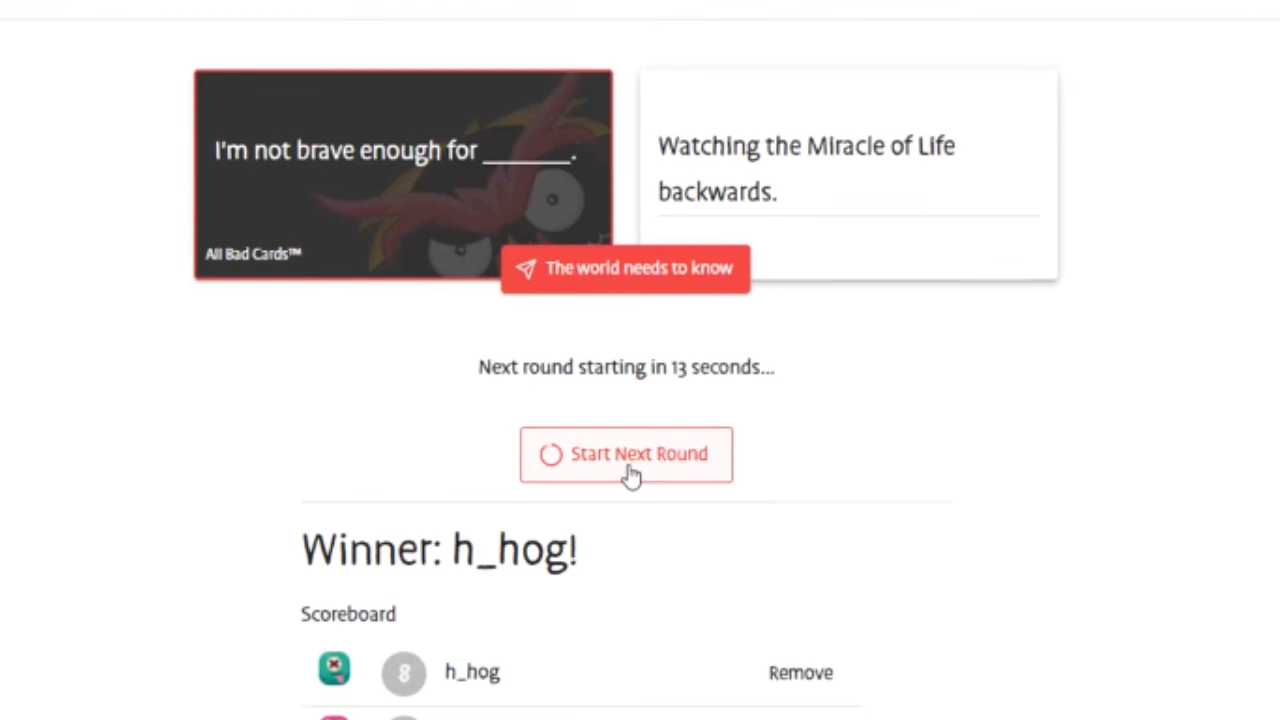 I'm not brave enough for _______.
All Bad Cards™
Watching the Miracle of Life
backwards.
The world needs to know
Next round starting in 13 seconds...
Start Next Round
Winner: h_hog!
Scoreboard
8 h_hog Remove